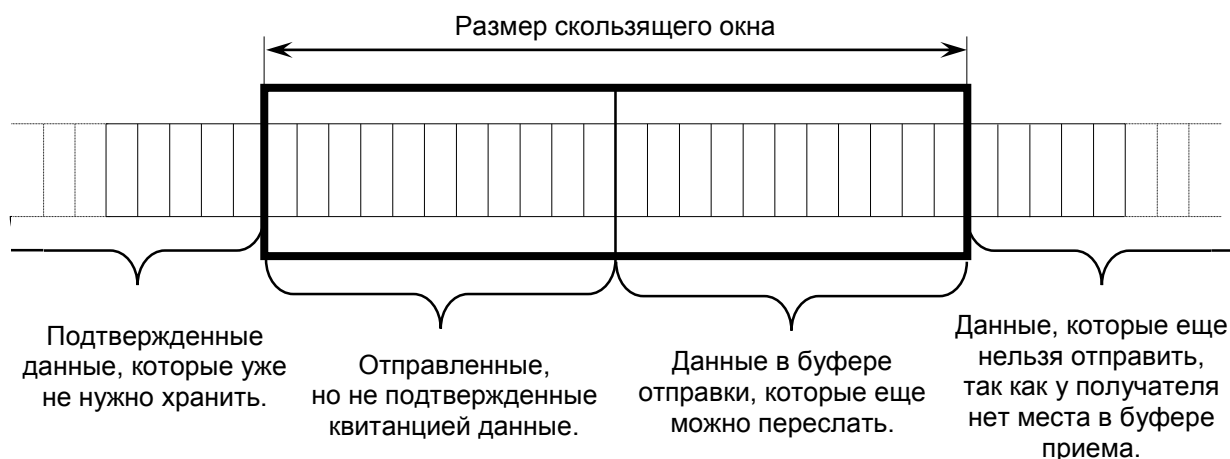 Размер скользящего окна
Подтвержденные
данные, которые уже
не нужно хранить.
Отправленные,
но не подтвержденные
квитанцией данные.
Данные в буфере
отправки, которые еще
можно переслать.
Данные, которые еще
нельзя отправить,
так как у получателя
нет места в буфере
приема.